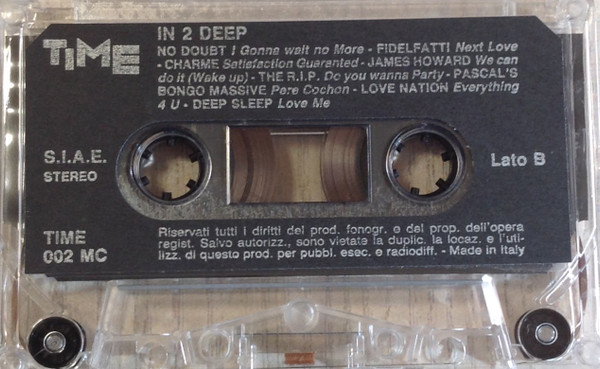 TIME
IN 2 DEEP
NO DOUBT I Gonna wait no More - FIDELFATTI Next Love
- CHARME Satisfaction Guaranted - JAMES HOWARD We can
do it (Wake up) - THE R.I.P. Do you wanna Party - PASCAL'S
BONGO MASSIVE Pere Cochon - LOVE NATION Everything
4 U - DEEP SLEEP Love Me
S.I.A.E.
STEREO
Lato B
TIME
002 MC
Riservati tutti i diritti del prod. fonogr. e del prop. dell'opera
regist. Salvo autorizz., sono vietate la duplic. la locaz. e l'uti-
lizz. di questo prod. per pubbl. esec. e radiodiff. - Made in Italy